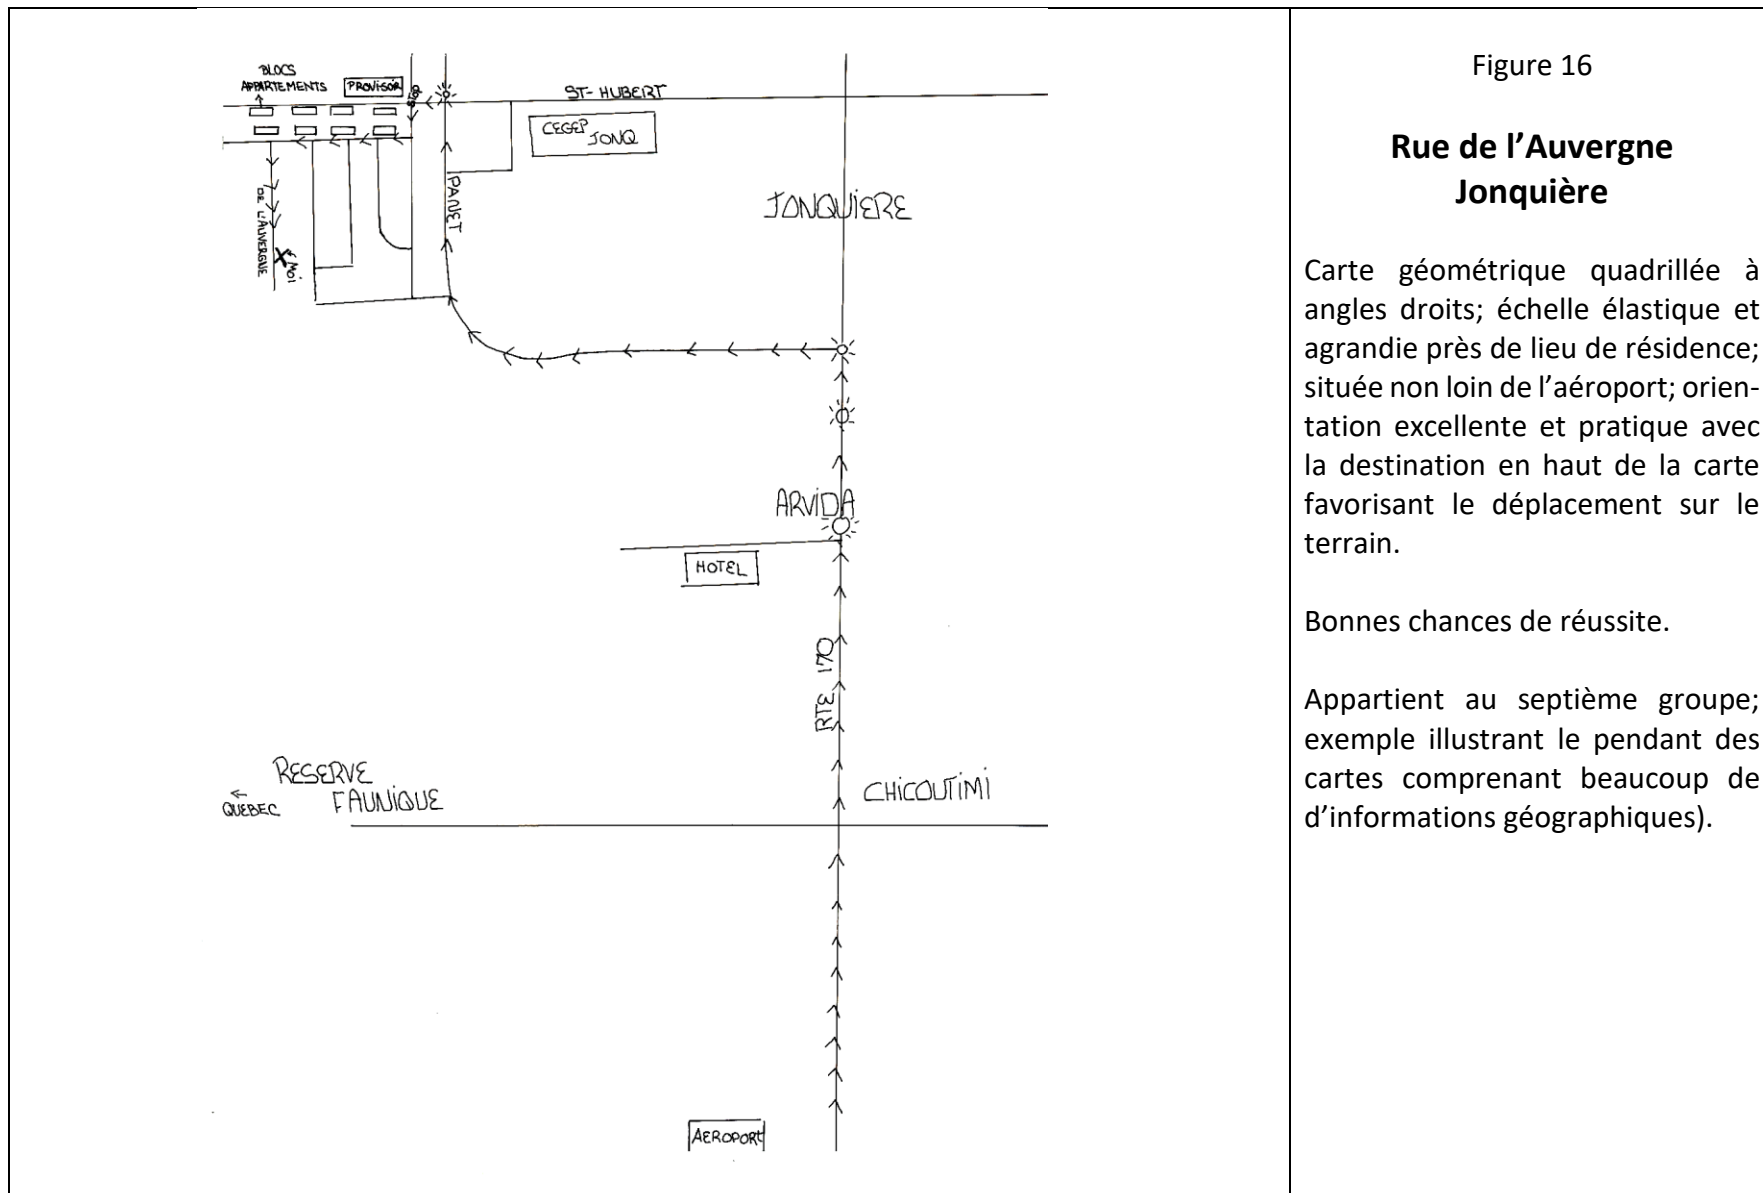 BLOCS
APPARTEMENTS
PROVISOIR
STOP
ST-HUBERT
CEGEP
JONQ
PANET
JONQUIERE
DE L'AUVERGNE
X
MOI
ARVIDA
HOTEL
RTE 170
RESERVE
FAUNIQUE
←
QUEBEC
CHICOUTIMI
AEROPORT
Figure 16
Rue de l’Auvergne
Jonquière
Carte géométrique quadrillée à
angles droits; échelle élastique et
agrandie près de lieu de résidence;
située non loin de l’aéroport; orien-
tation excellente et pratique avec
la destination en haut de la carte
favorisant le déplacement sur le
terrain.
Bonnes chances de réussite.
Appartient au septième groupe;
exemple illustrant le pendant des
cartes comprenant beaucoup de
d’informations géographiques).